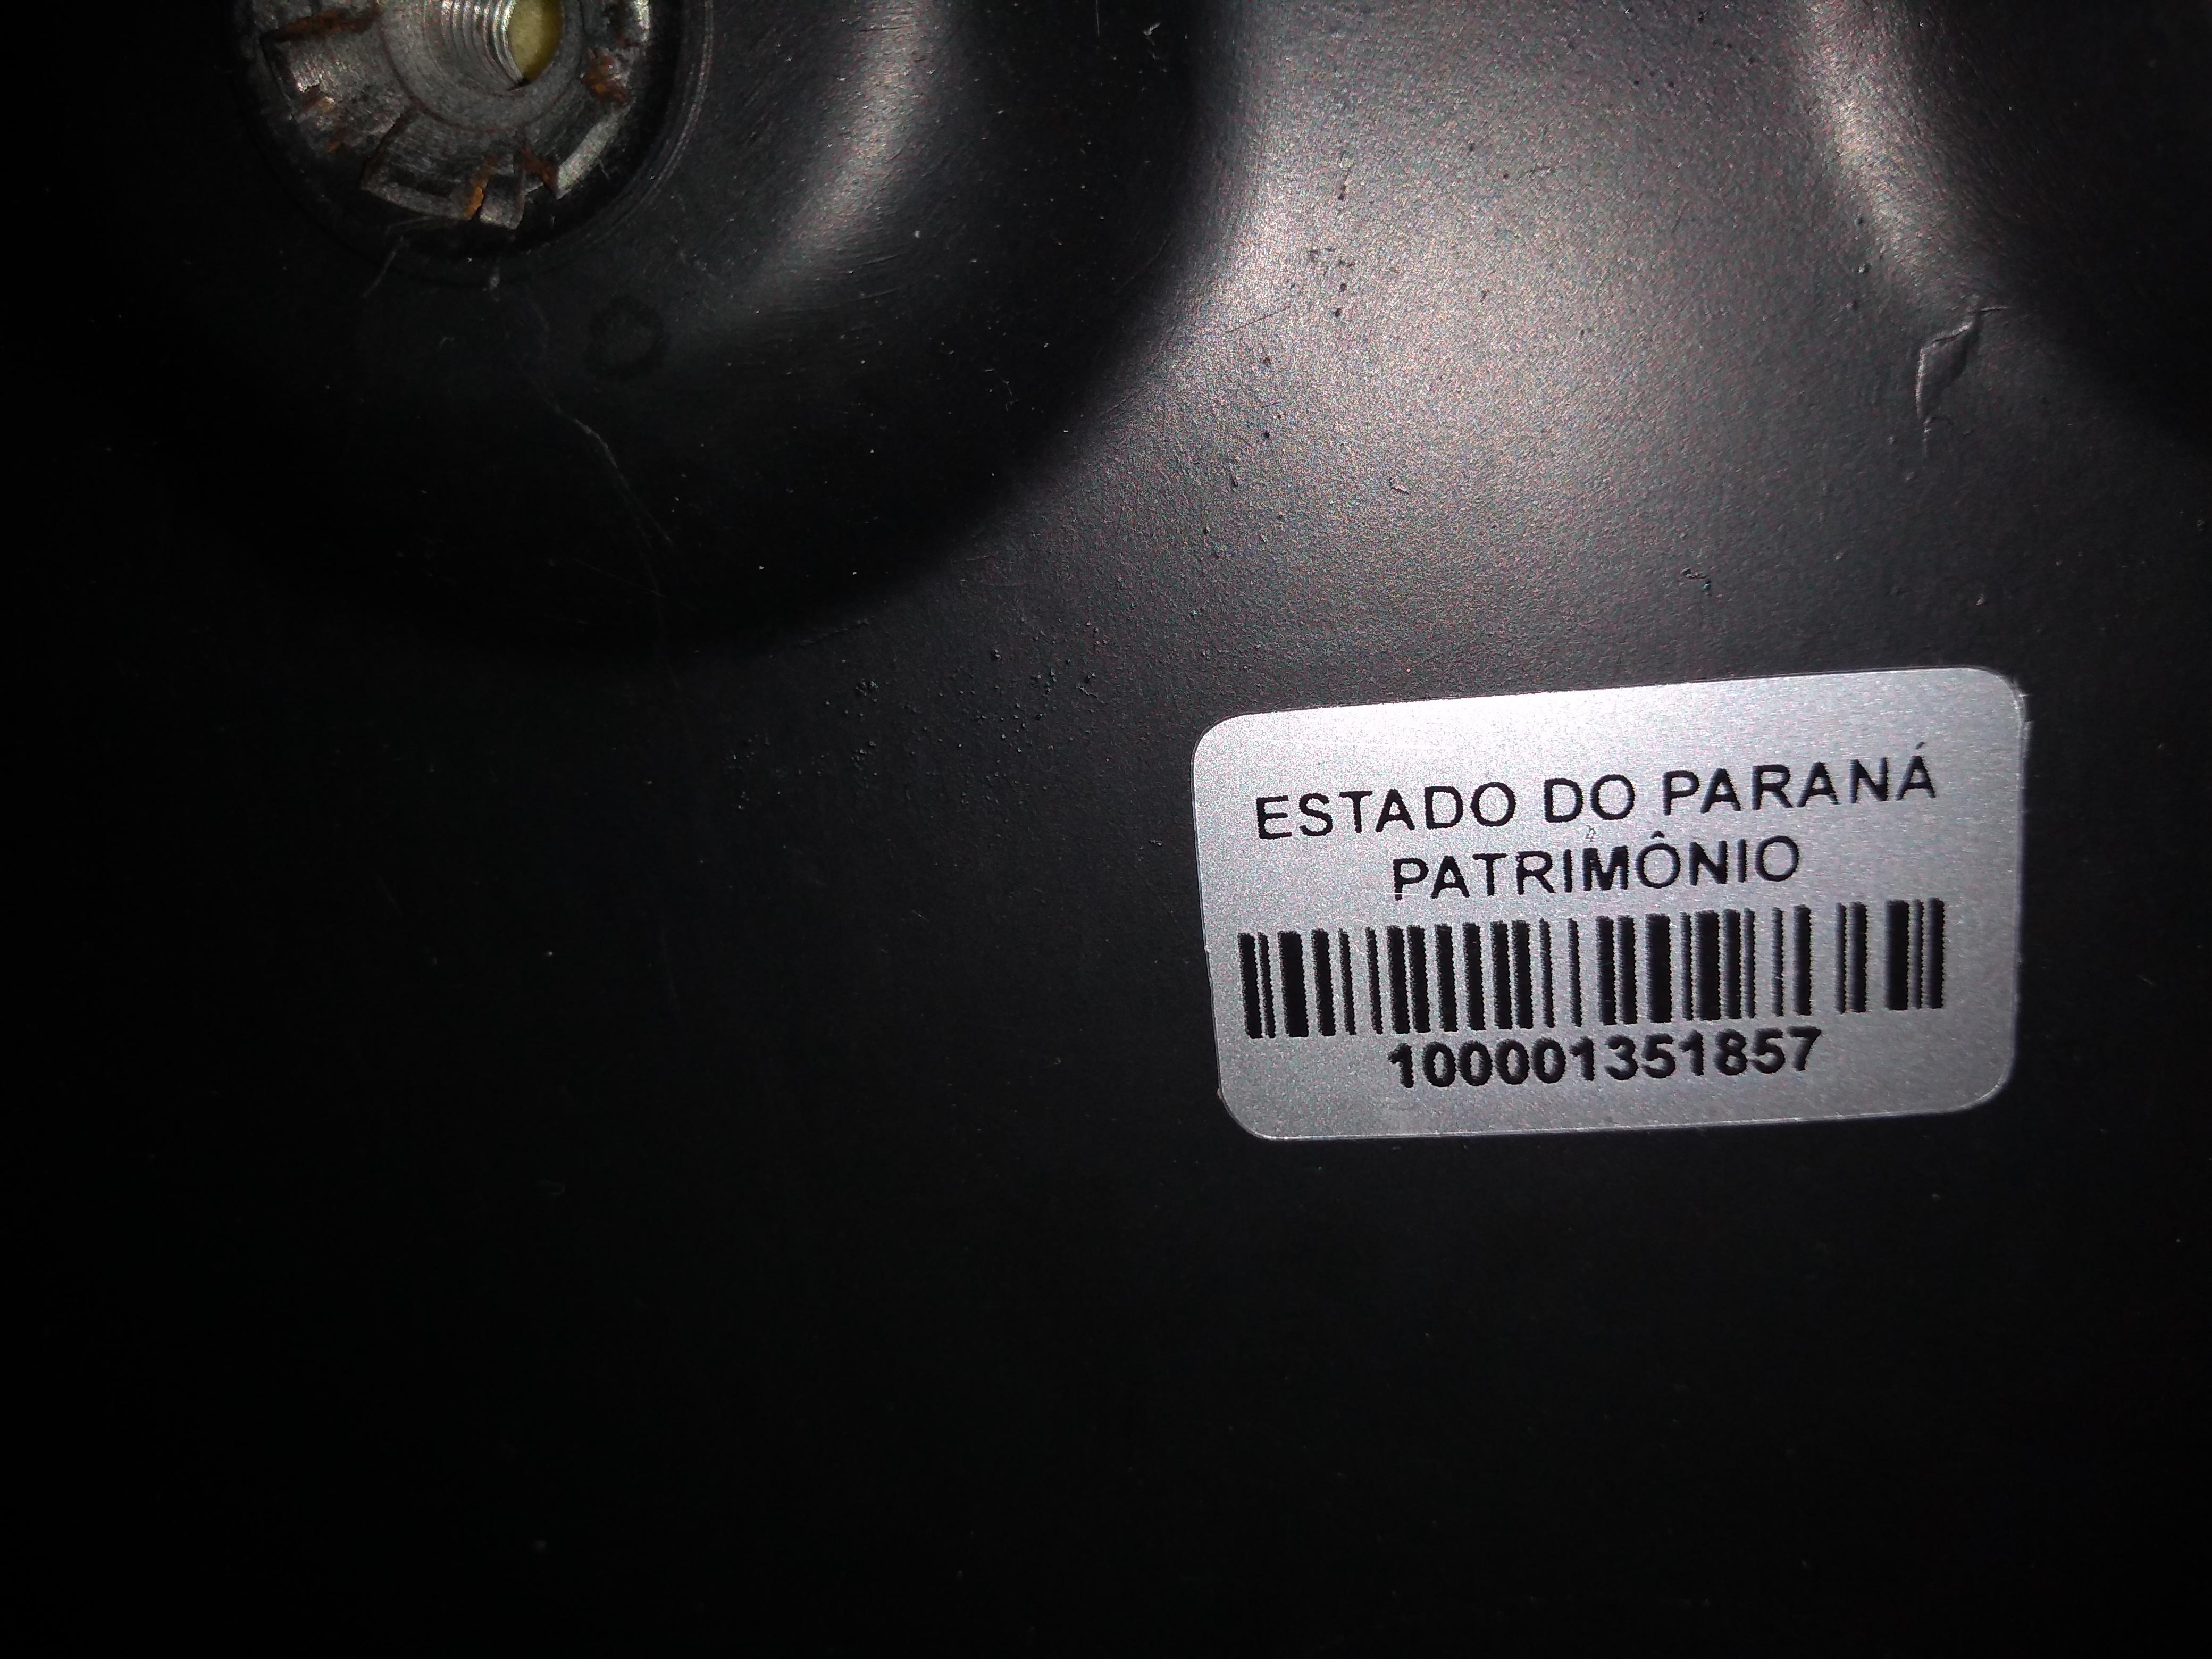 ESTADO DO PARANÁ
PATRIMÔNIO
100001351857